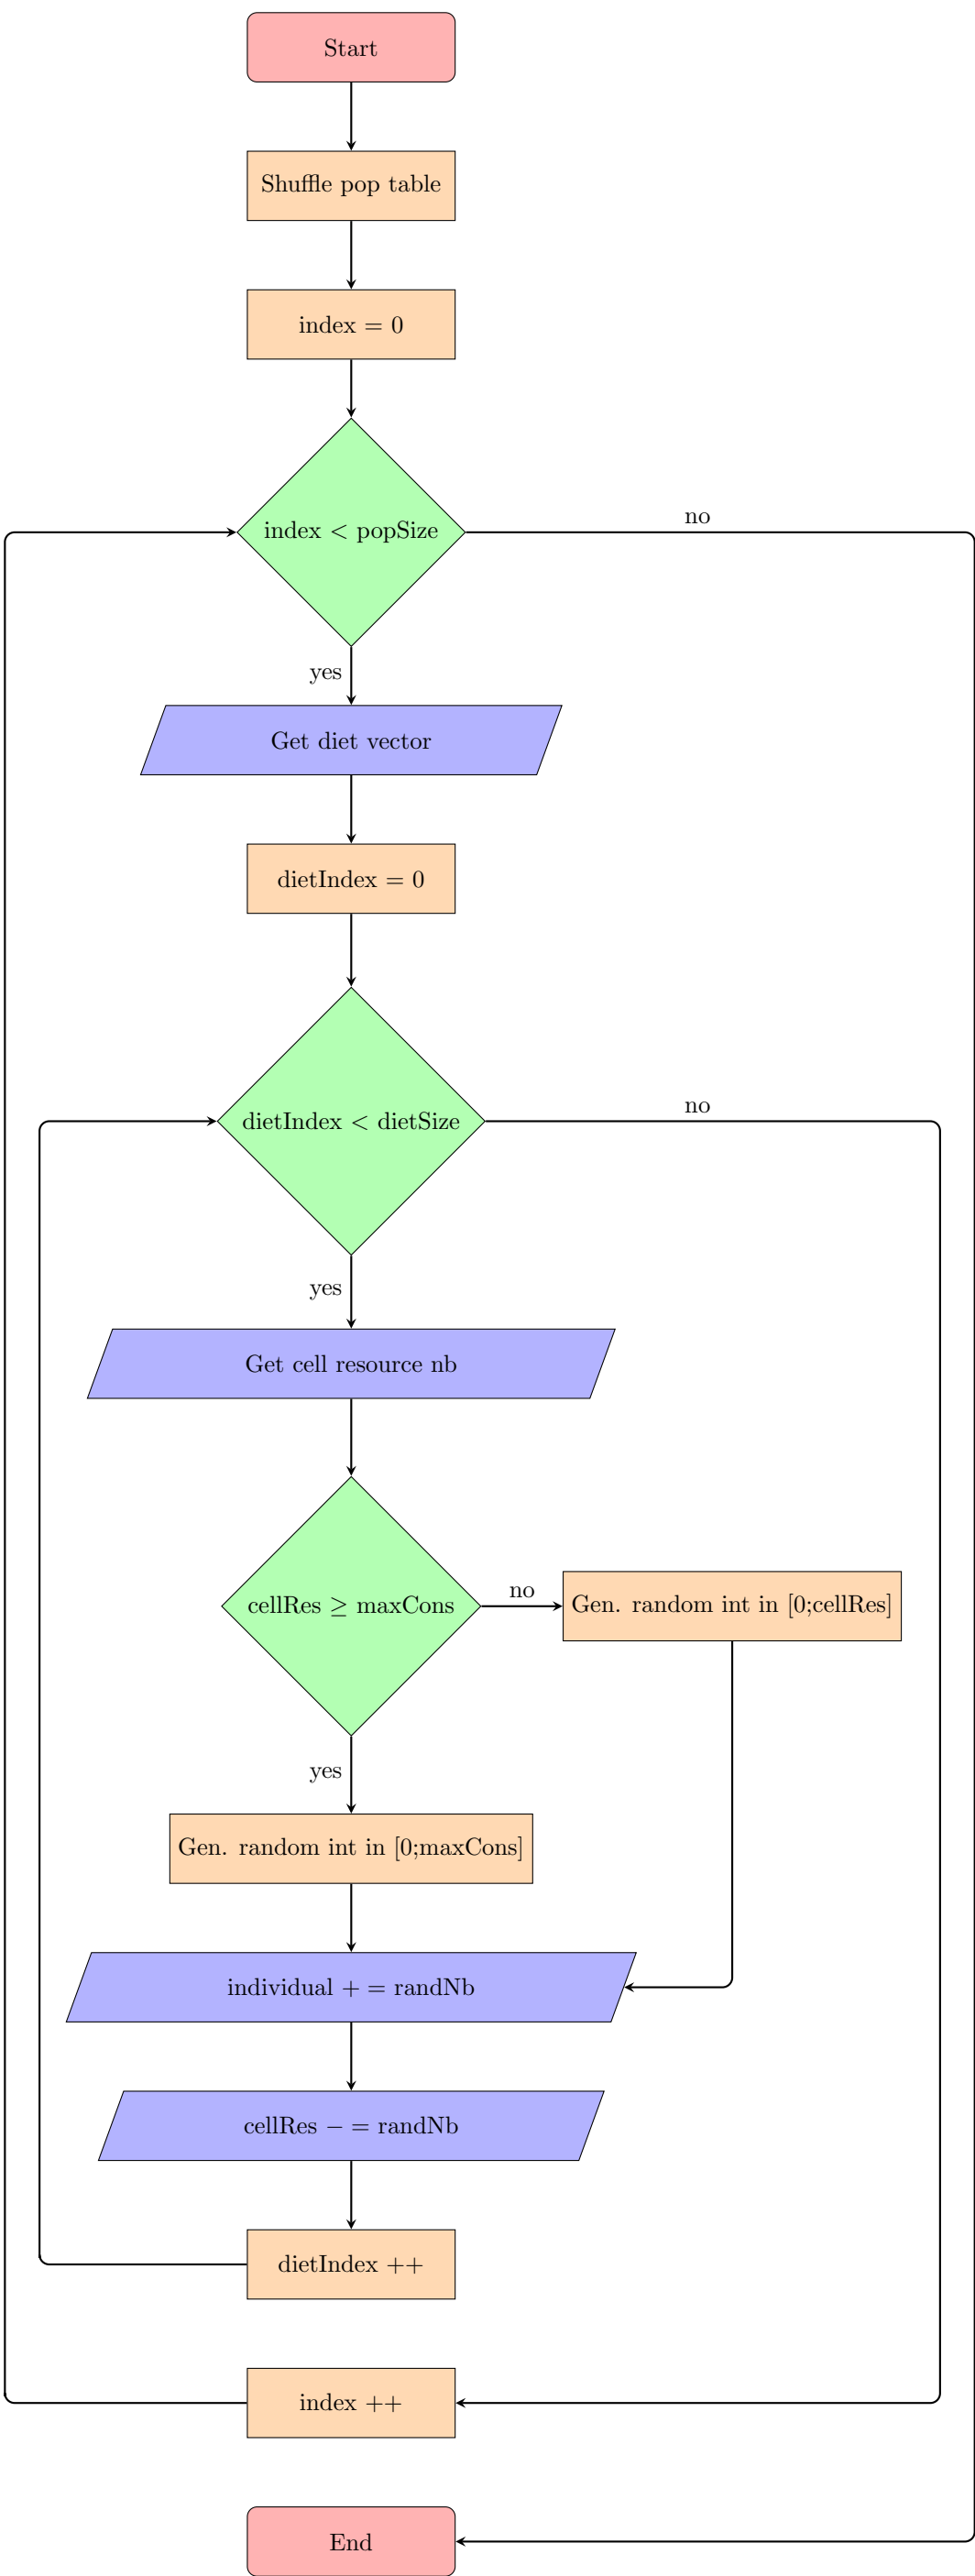 Start
Shuffle pop table
index = 0
index < popSize
no
yes
Get diet vector
dietIndex = 0
dietIndex < dietSize
no
yes
Get cell resource nb
cellRes ≥ maxCons
no
Gen. random int in [0;cellRes]
yes
Gen. random int in [0;maxCons]
individual + = randNb
cellRes − = randNb
dietIndex ++
index ++
End